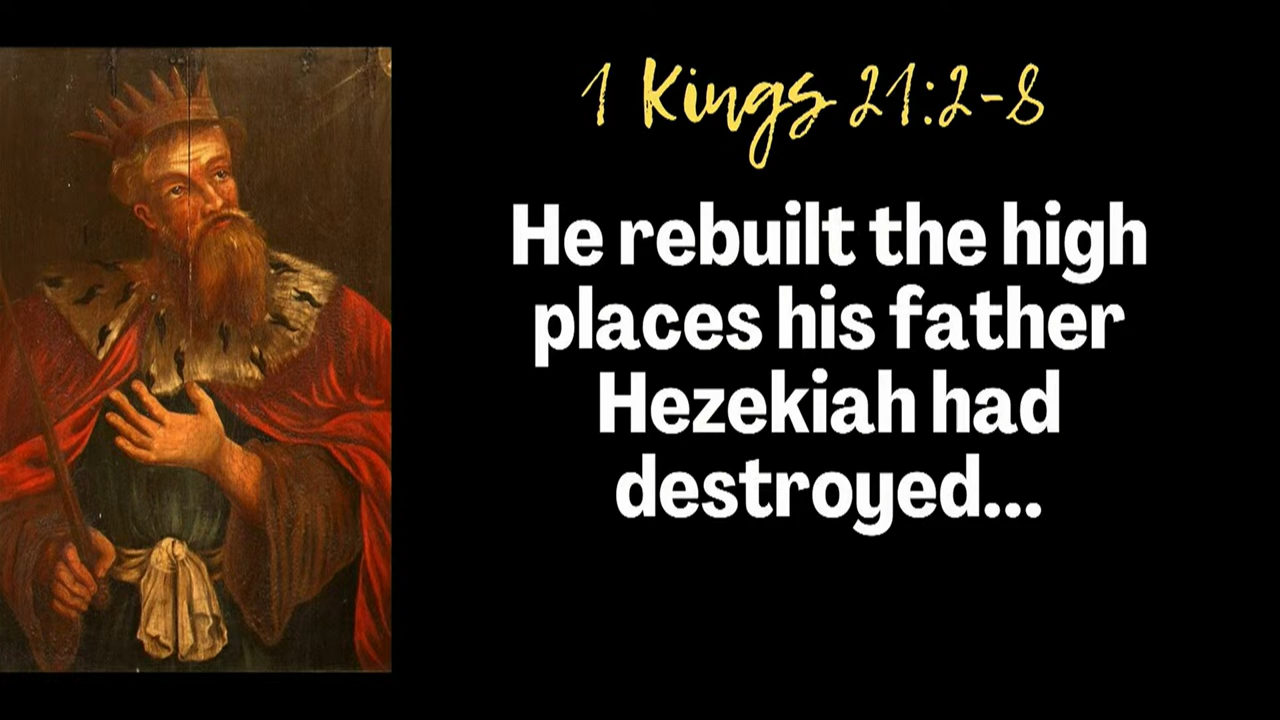 1 Kings 21:2-8
He rebuilt the high
places his father
Hezekiah had
destroyed...